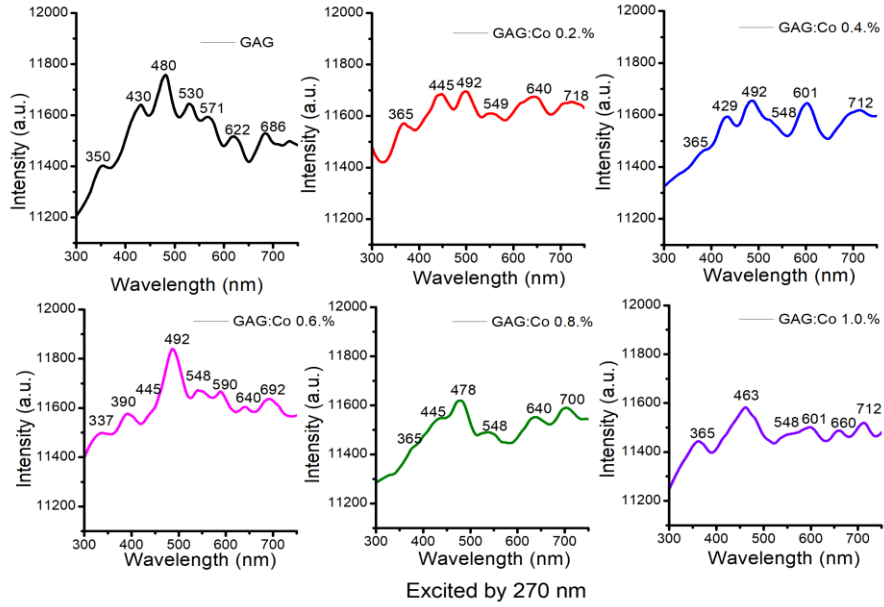 GAG
12000
11800
11600
11400
11200
Intensity (a.u.)
350
430
480
530
571
622
686
300 400 500 600 700
Wavelength (nm)
GAG:Co 0.2.%
12000
11800
11600
11400
11200
Intensity (a.u.)
365
445
492
549
640
718
300 400 500 600 700
Wavelength (nm)
GAG:Co 0.4.%
12000
11800
11600
11400
11200
Intensity (a.u.)
365
429
492
548
601
712
300 400 500 600 700
Wavelength (nm)
GAG:Co 0.6.%
12000
11800
11600
11400
11200
Intensity (a.u.)
337
390
445
492
548
590
640
692
300 400 500 600 700
Wavelength (nm)
GAG:Co 0.8.%
12000
11800
11600
11400
11200
Intensity (a.u.)
365
445
478
548
640
700
300 400 500 600 700
Wavelength (nm)
GAG:Co 1.0.%
12000
11800
11600
11400
11200
Intensity (a.u.)
365
463
548
601
660
712
300 400 500 600 700
Wavelength (nm)
Excited by 270 nm